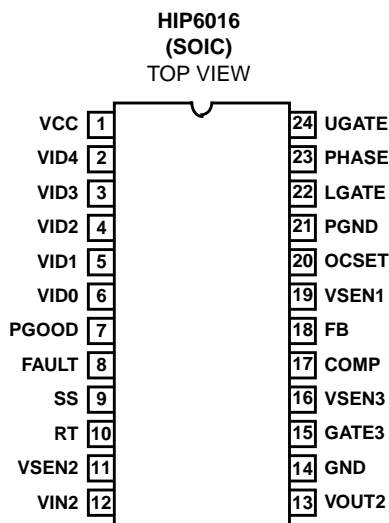 HIP6016
(SOIC)
TOP VIEW
VCC 1 24 UGATE
VID4 2 23 PHASE
VID3 3 22 LGATE
VID2 4 21 PGND
VID1 5 20 OCSET
VID0 6 19 VSEN1
PGOOD 7 18 FB
FAULT 8 17 COMP
SS 9 16 VSEN3
RT 10 15 GATE3
VSEN2 11 14 GND
VIN2 12 13 VOUT2